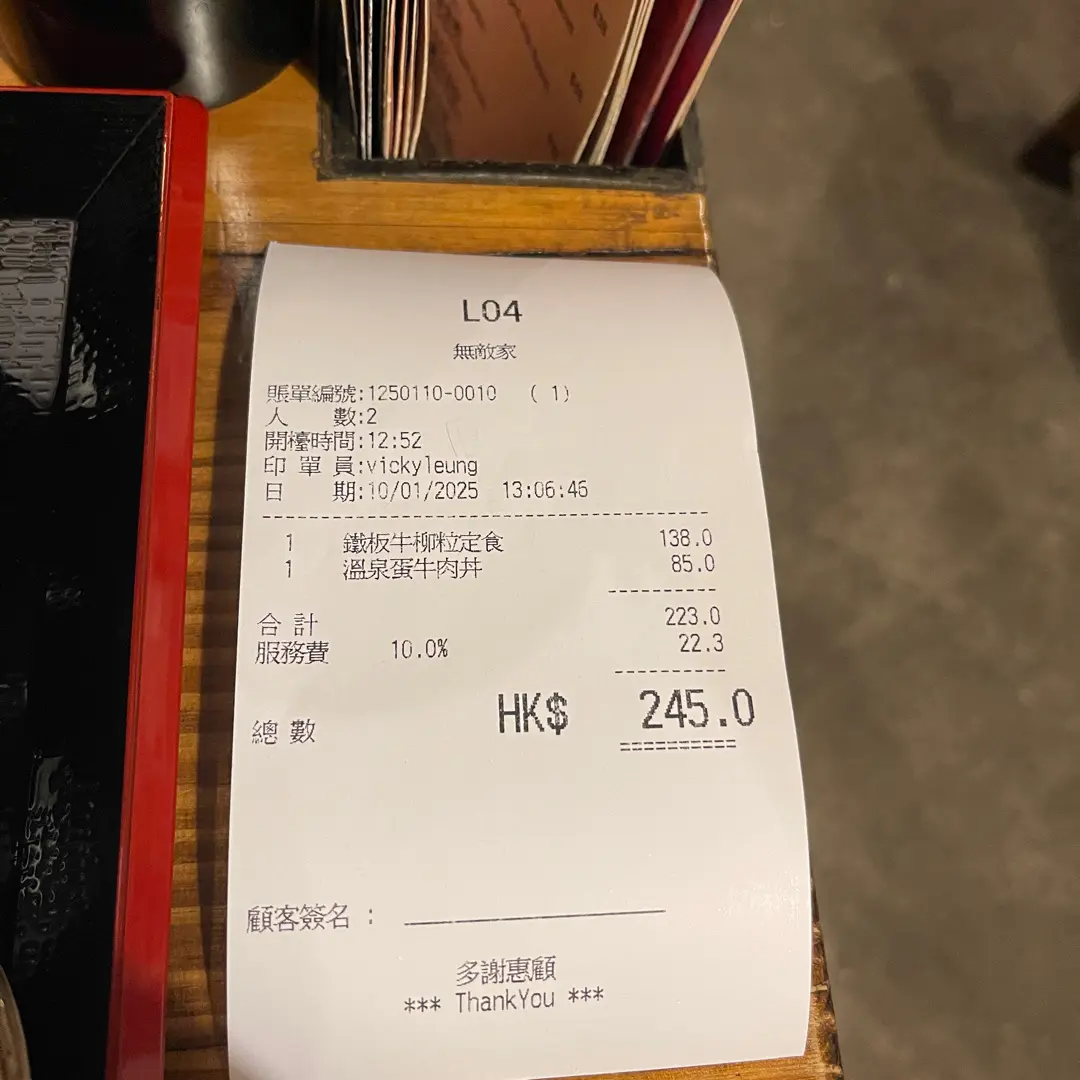 L04
無敵家
賬單編號:1250110-0010 ( 1)
人 數:2
開檯時間:12:52
印 單 員:vickyleung
日 期:10/01/2025 13:06:46
1 鐵板牛柳粒定食 138.0
1 溫泉蛋牛肉丼 85.0
合 計 223.0
服務費 10.0% 22.3
總 數 HK$ 245.0
顧客簽名 :
多謝惠顧
*** ThankYou ***